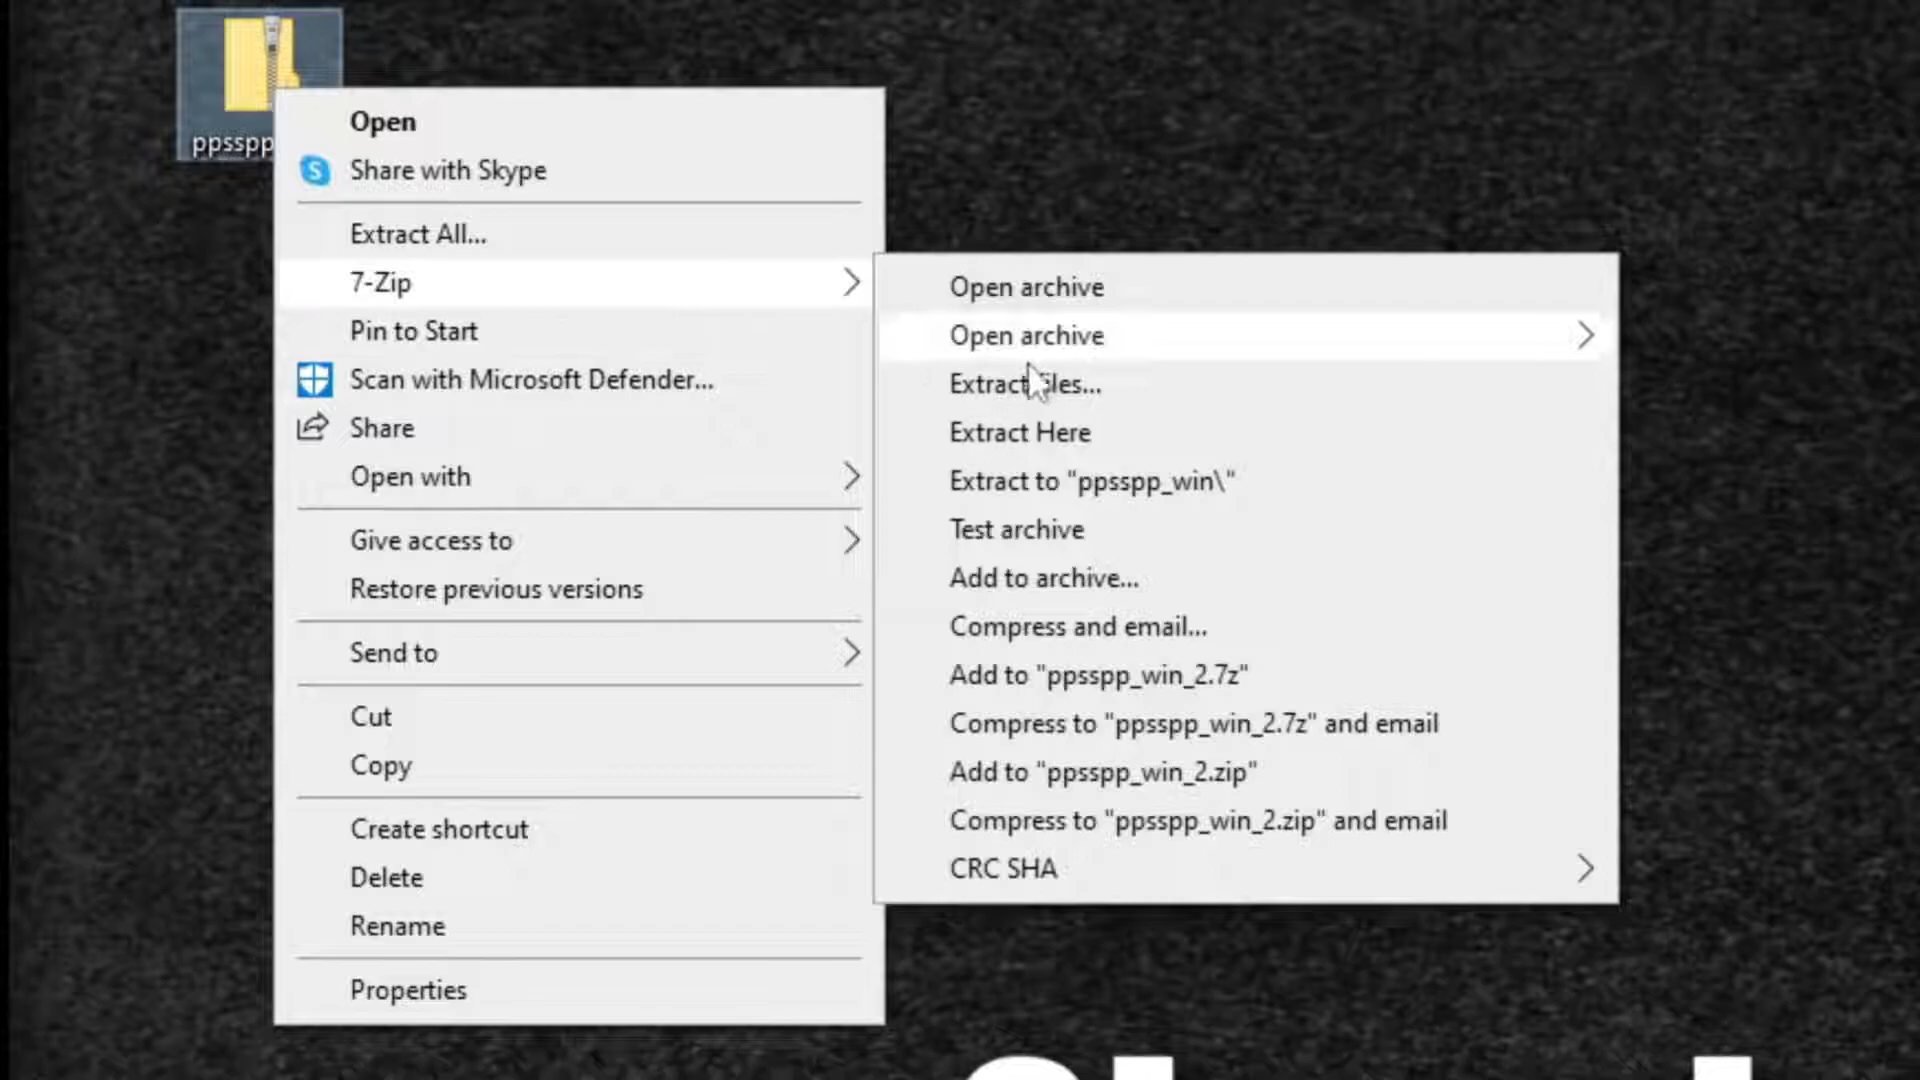 ppsspp
Open
Share with Skype
Extract All...
7-Zip
Pin to Start
Scan with Microsoft Defender...
Share
Open with
Give access to
Restore previous versions
Send to
Cut
Copy
Create shortcut
Delete
Rename
Properties
Open archive
Open archive
Extract files...
Extract Here
Extract to "ppsspp_win\"
Test archive
Add to archive...
Compress and email...
Add to "ppsspp_win_2.7z"
Compress to "ppsspp_win_2.7z" and email
Add to "ppsspp_win_2.zip"
Compress to "ppsspp_win_2.zip" and email
CRC SHA